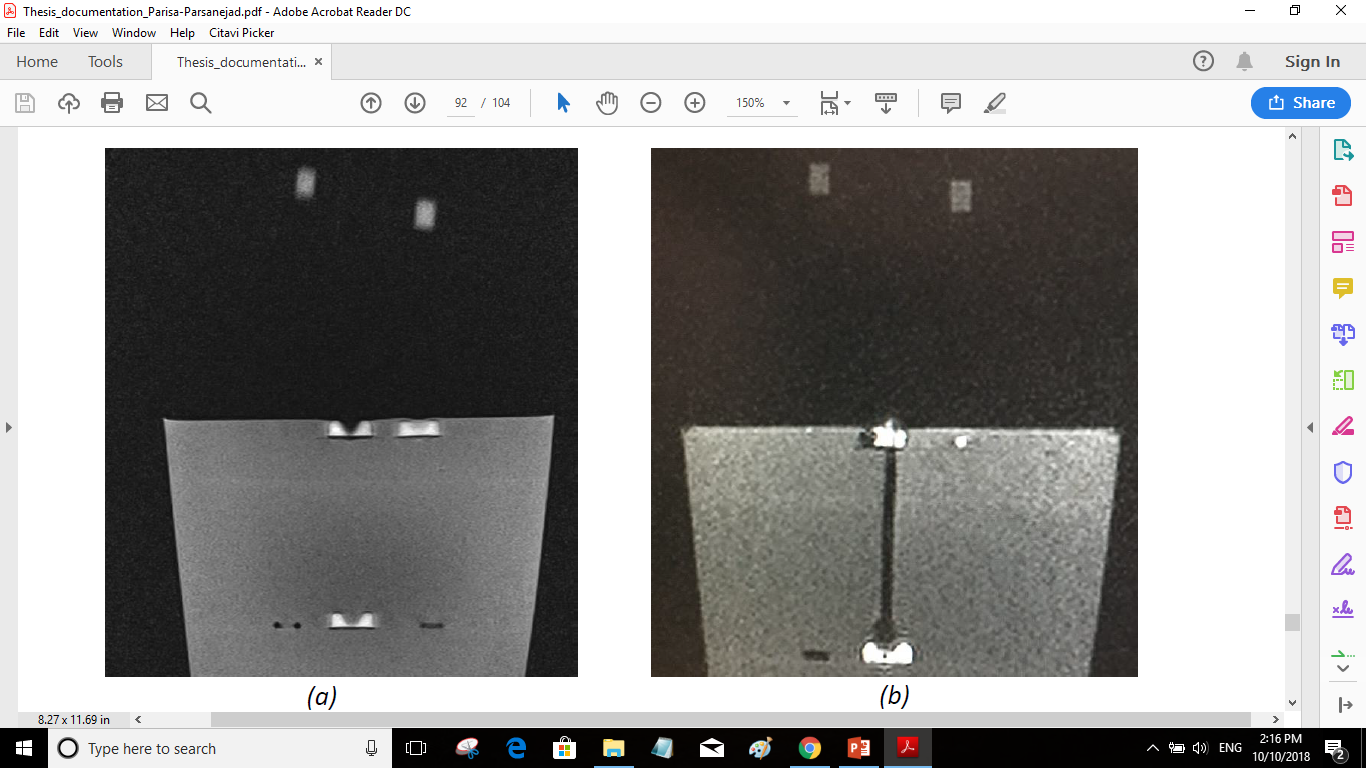 Thesis_documentation_Parisa-Parsanejad.pdf - Adobe Acrobat Reader DC
File Edit View Window Help Citavi Picker
Home Tools Thesis_documentati... Sign In
92 / 104 150% Share
(a) (b)
8.27 x 11.69 in
Type here to search ENG 2:16 PM
10/10/2018 2